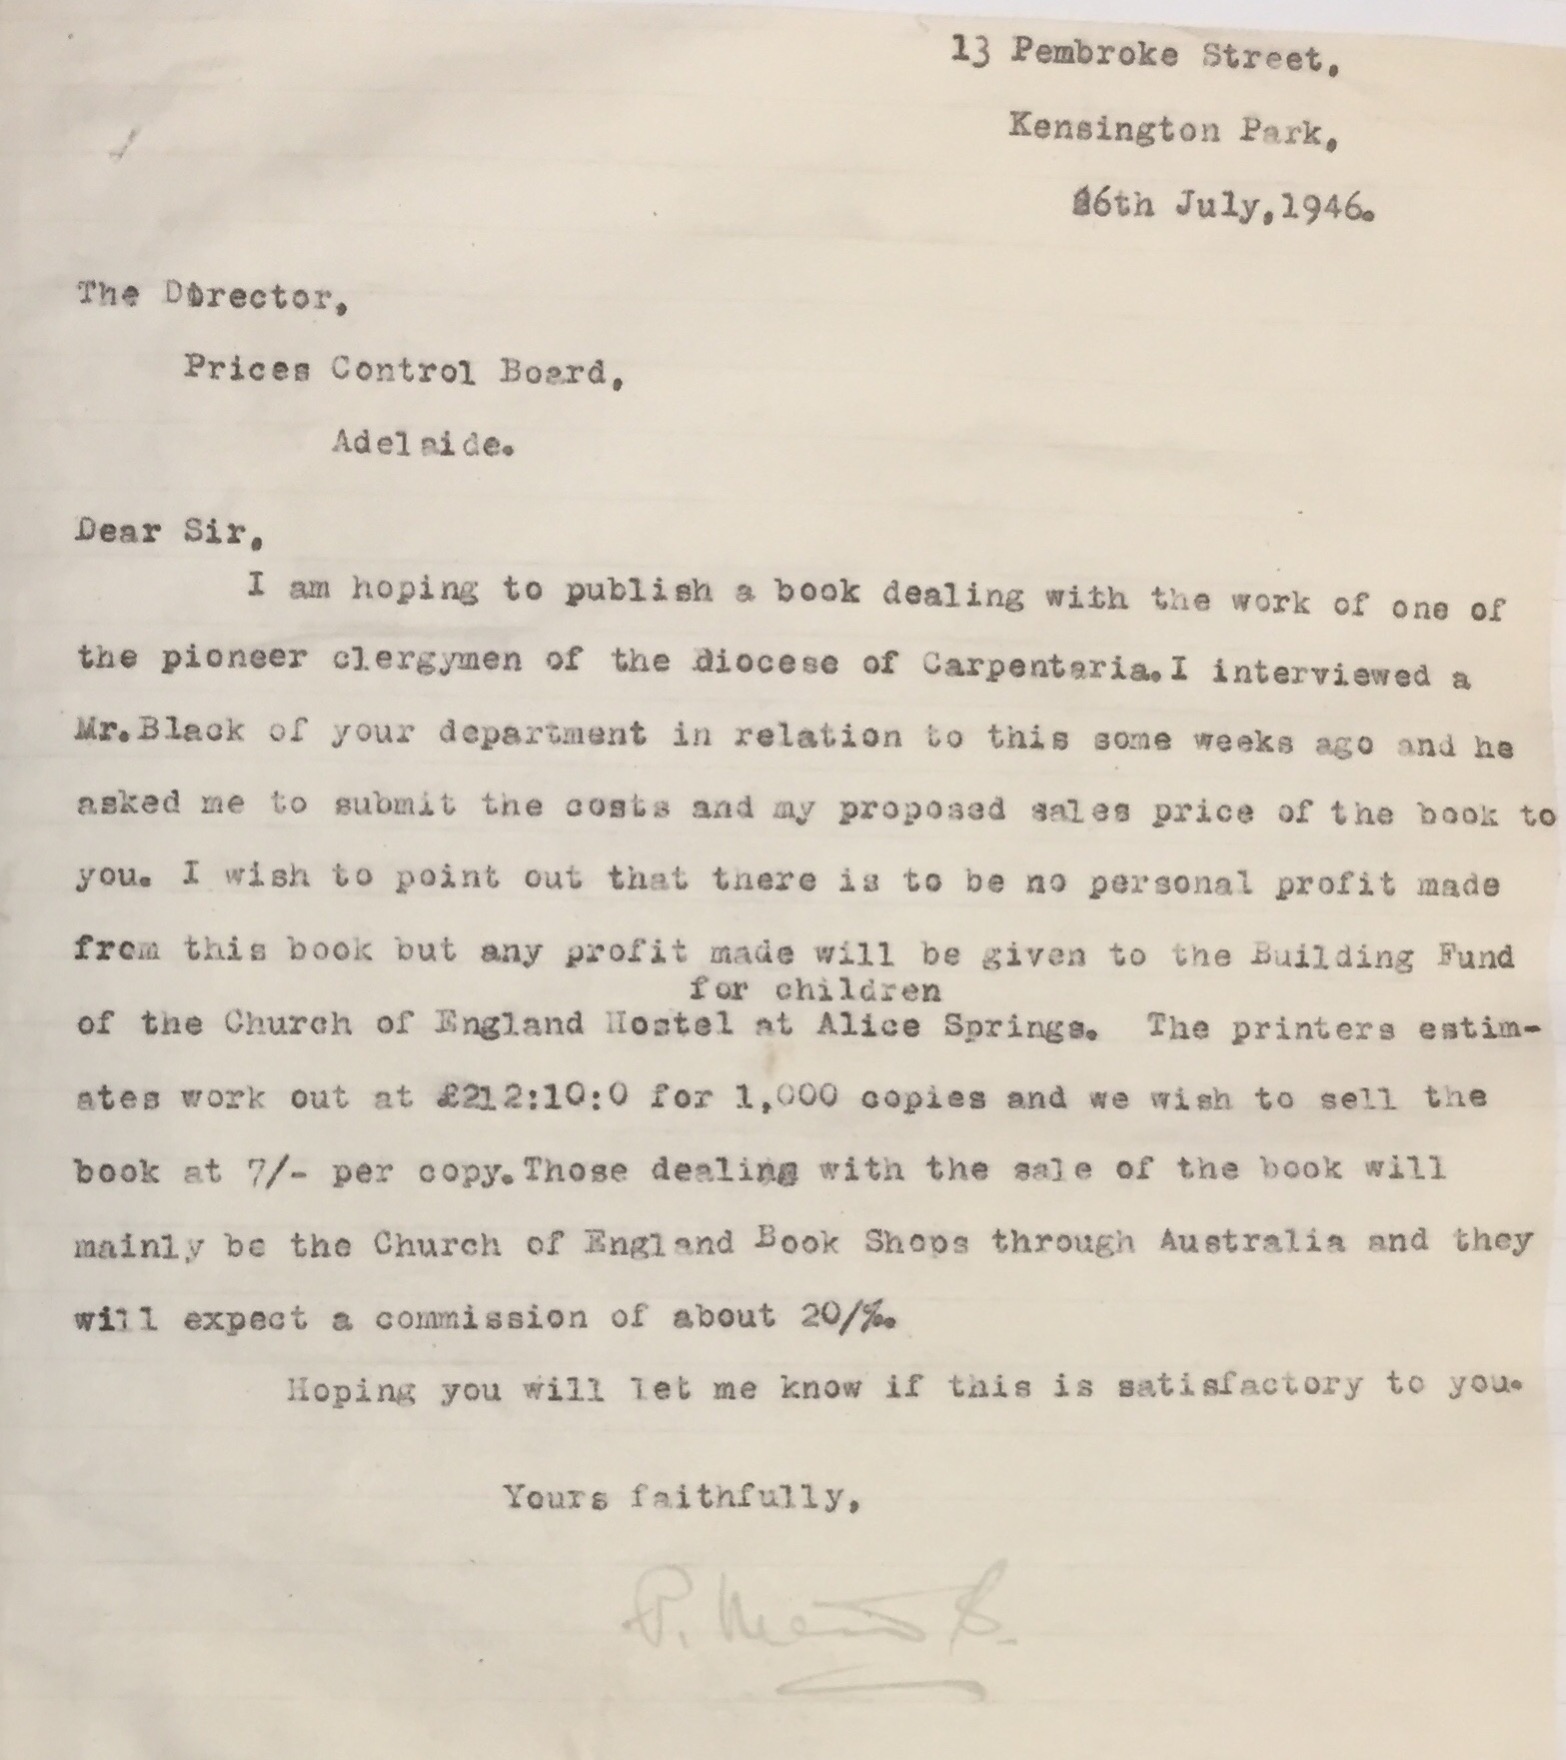 13 Pembroke Street,
Kensington Park,
26th July,1946.
The Director,
Prices Control Board,
Adelaide.
Dear Sir,
I am hoping to publish a book dealing with the work of one of
the pioneer clergymen of the diocese of Carpentaria.I interviewed a
Mr.Black of your department in relation to this some weeks ago and he
asked me to submit the costs and my proposed sales price of the book to
you. I wish to point out that there is to be no personal profit made
from this book but any profit made will be given to the Building Fund
for children
of the Church of England Hostel at Alice Springs. The printers estim-
ates work out at £212:10:0 for 1,000 copies and we wish to sell the
book at 7/- per copy.Those dealing with the sale of the book will
mainly be the Church of England Book Shops through Australia and they
will expect a commission of about 20/%.
Hoping you will let me know if this is satisfactory to you.
Yours faithfully,
P.